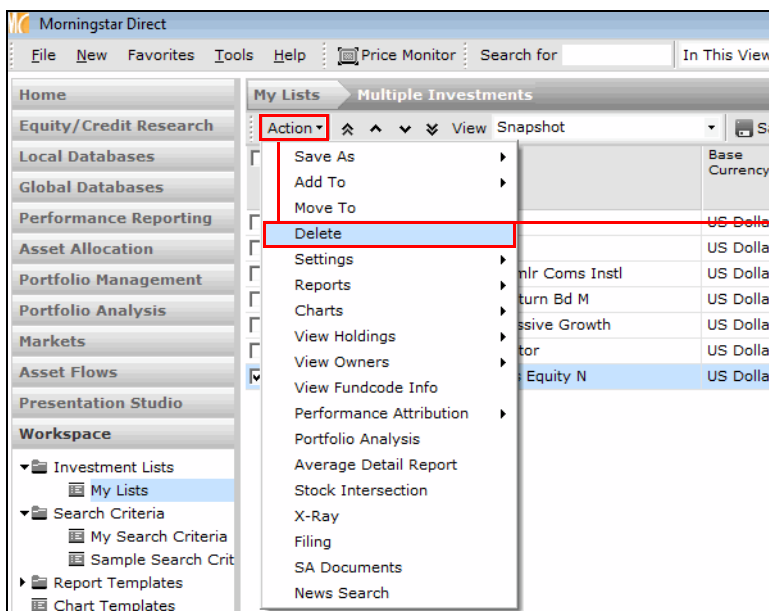 Morningstar Direct
File New Favorites Tools Help Price Monitor Search for In This View
Home
Equity/Credit Research
Local Databases
Global Databases
Performance Reporting
Asset Allocation
Portfolio Management
Portfolio Analysis
Markets
Asset Flows
Presentation Studio
Workspace
Investment Lists
My Lists
Search Criteria
My Search Criteria
Sample Search Crit
Report Templates
Chart Templates
My Lists Multiple Investments
Action View Snapshot Sa
Save As
Add To
Move To
Delete
Settings
Reports
Charts
View Holdings
View Owners
View Fundcode Info
Performance Attribution
Portfolio Analysis
Average Detail Report
Stock Intersection
X-Ray
Filing
SA Documents
News Search
Base
Currency
US Dolla
US Dolla
mlr Coms Instl US Dolla
turn Bd M US Dolla
ssive Growth US Dolla
tor US Dolla
s Equity N US Dolla